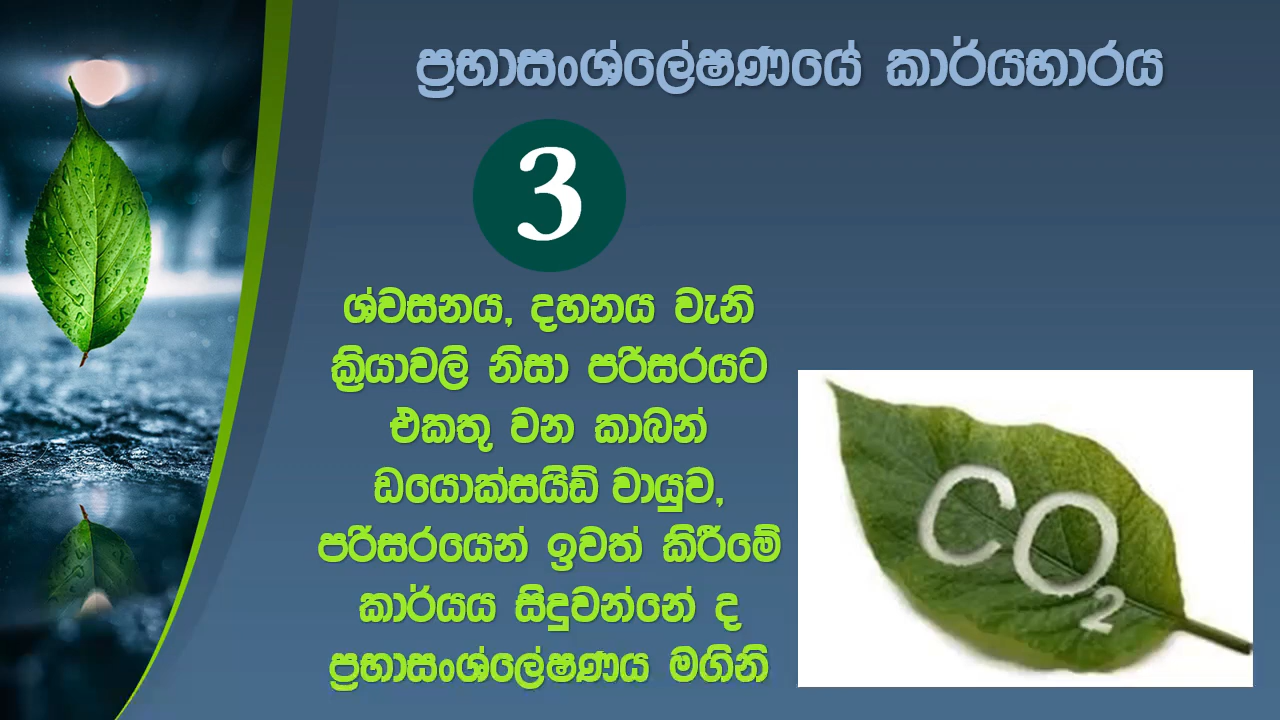 ප්‍රභාසංශ්ලේෂණයේ කාර්යභාරය
3
ශ්වසනය, දහනය වැනි
ක්‍රියාවලි නිසා පරිසරයට
එකතු වන කාබන්
ඩයොක්සයිඩ් වායුව,
පරිසරයෙන් ඉවත් කිරීමේ
කාර්යය සිදුවන්නේ ද
ප්‍රභාසංශ්ලේෂණය මගිනි
CO₂